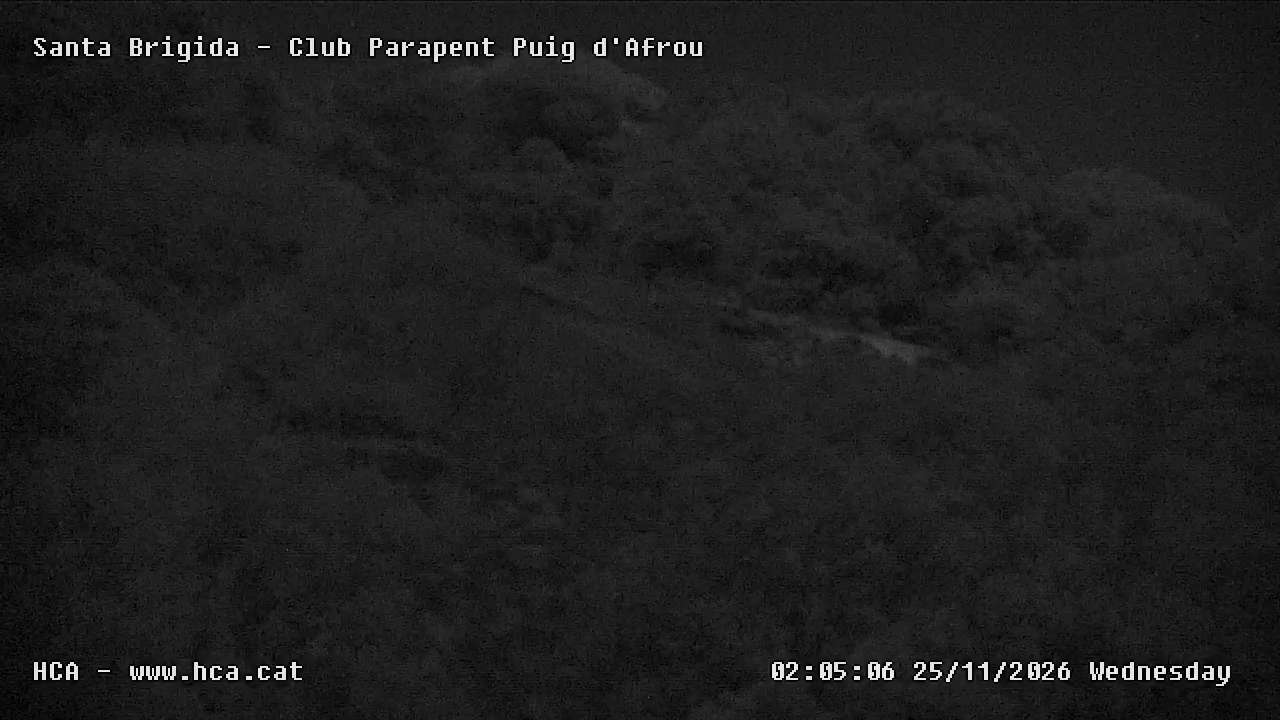 Santa Brigida - Club Parapent Puig d'Afrou
HCA - www.hca.cat
02:05:06 25/11/2026 Wednesday